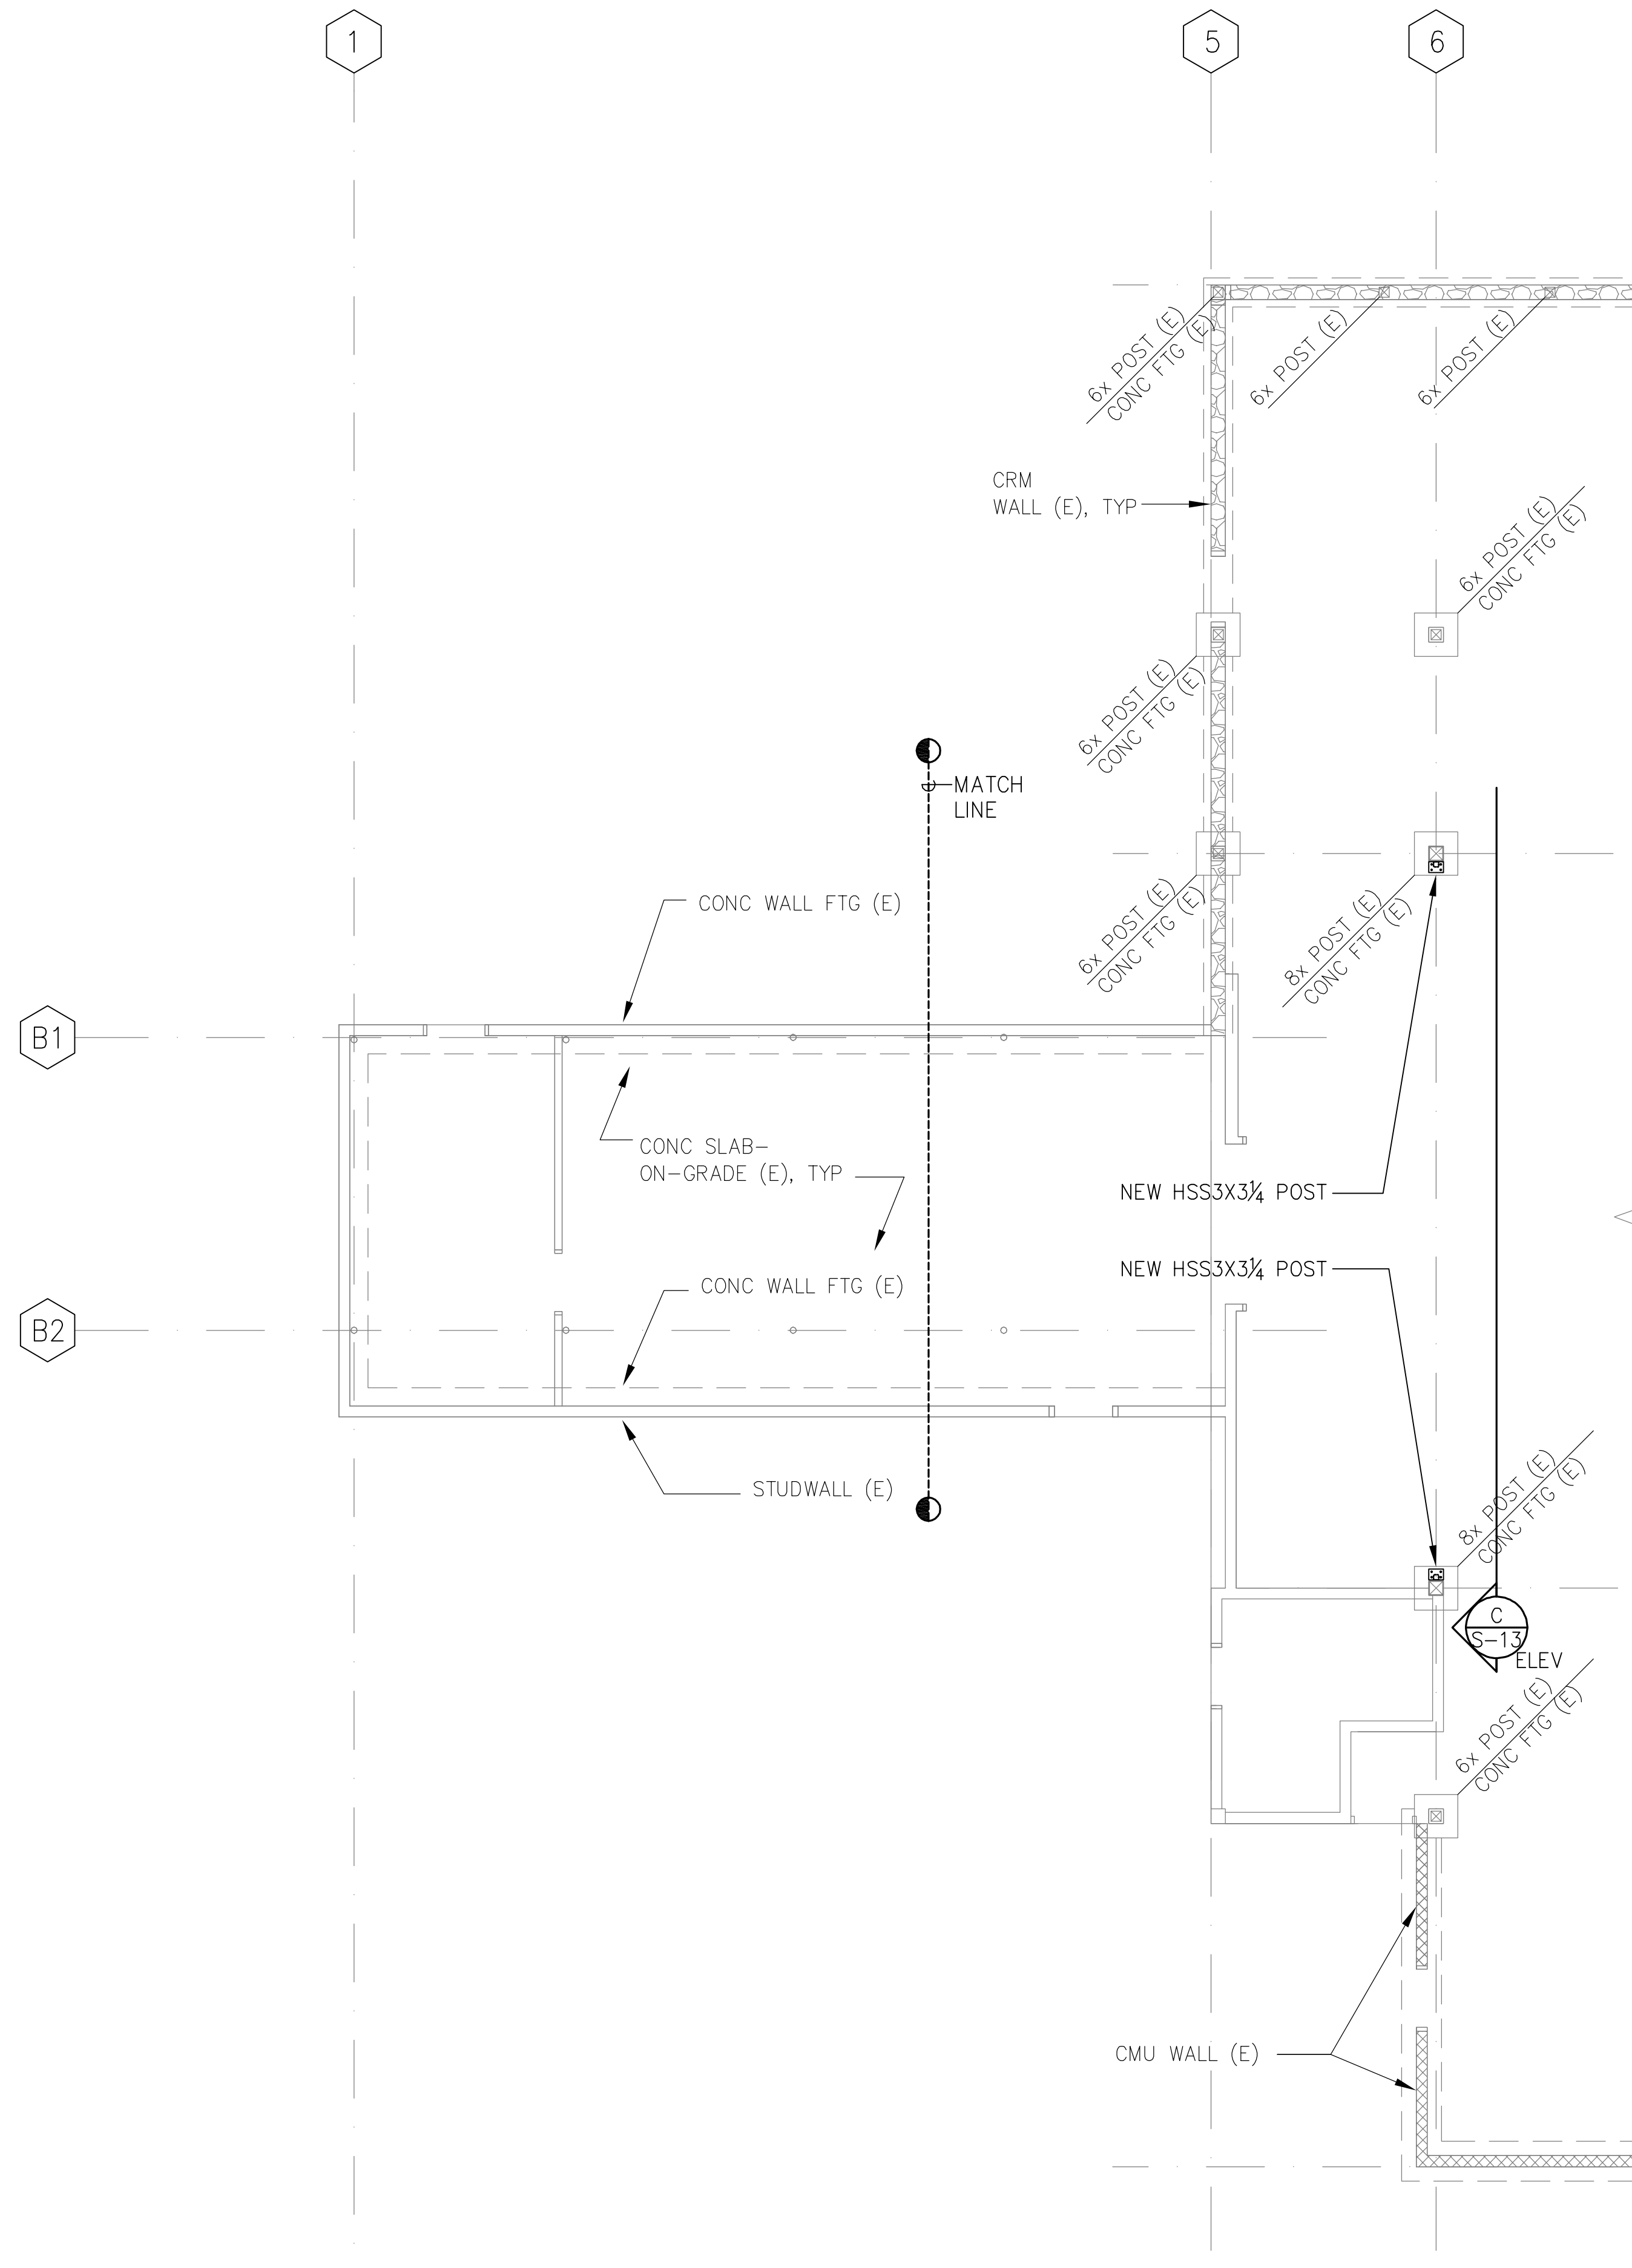 1
5
6
6x POST (E)
CONC FTG (E)
6x POST (E)
6x POST (E)
CRM
WALL (E), TYP
6x POST (E)
CONC FTG (E)
6x POST (E)
CONC FTG (E)
MATCH
LINE
CONC WALL FTG (E)
6x POST (E)
CONC FTG (E)
8x POST (E)
CONC FTG (E)
B1
CONC SLAB-
ON-GRADE (E), TYP
NEW HSS3X3¼ POST
NEW HSS3X3¼ POST
CONC WALL FTG (E)
B2
STUDWALL (E)
8x POST (E)
CONC FTG (E)
C
S-13
ELEV
6x POST (E)
CONC FTG (E)
CMU WALL (E)